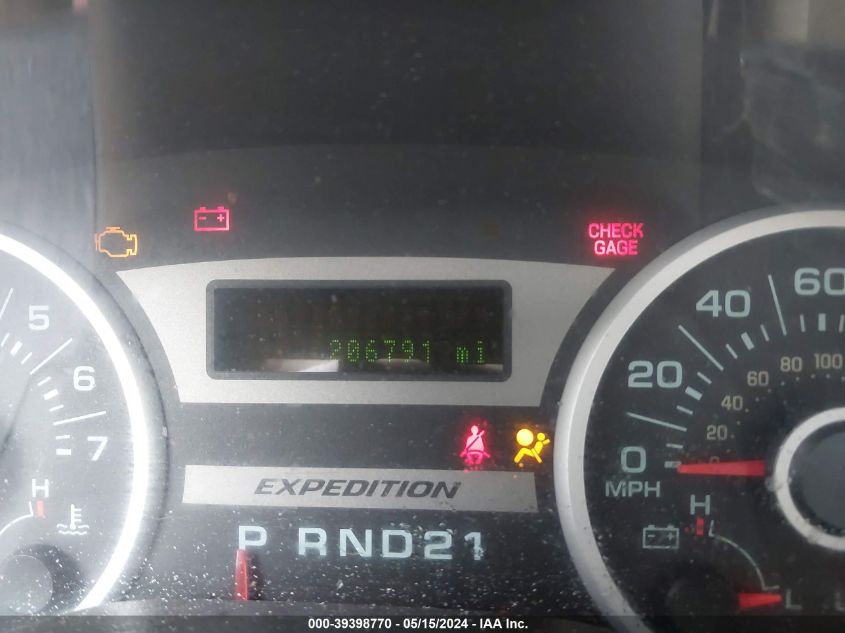 CHECK
GAGE
206791 mi
5
6
7
H
EXPEDITION
P RND21
0
20
40
60
MPH
20
40
60
80
100
H
L
L
000-39398770 - 05/15/2024 - IAA Inc.